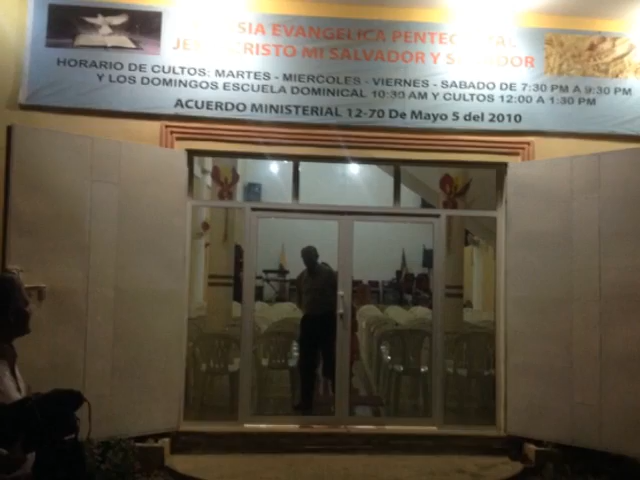 EVANGELICA
MI SALVADOR Y
HORARIO DE CULTOS: MARTES - MIERCOLES - VIERNES - SABADO DE 7:30 PM A 9:30 PM
Y LOS DOMINGOS ESCUELA DOMINICAL 10:30 AM Y CULTOS 12:00 A 1:30 PM
ACUERDO MINISTERIAL 12-70 De Mayo 5 del 2010